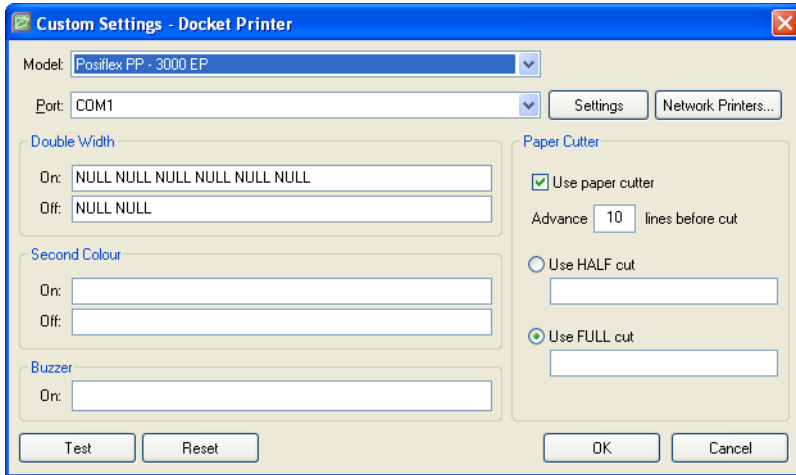 Custom Settings - Docket Printer
Model: Posiflex PP - 3000 EP
Port: COM1 Settings Network Printers...
Double Width
On: NULL NULL NULL NULL NULL NULL
Off: NULL NULL
Second Colour
On:
Off:
Buzzer
On:
Paper Cutter
Use paper cutter
Advance 10 lines before cut
Use HALF cut
Use FULL cut
Test Reset OK Cancel